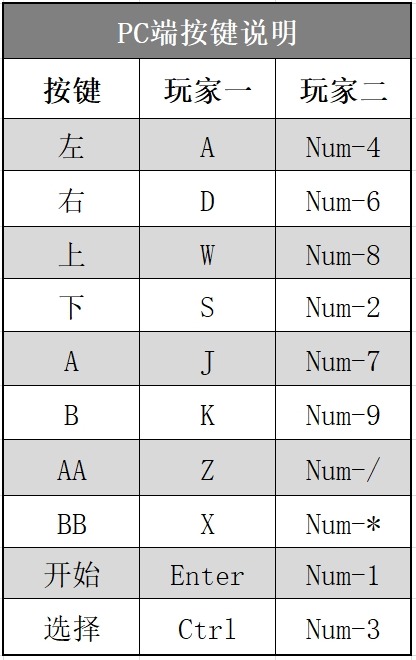 PC端按键说明
按键 玩家一 玩家二
左 A Num-4
右 D Num-6
上 W Num-8
下 S Num-2
A J Num-7
B K Num-9
AA Z Num-/
BB X Num-*
开始 Enter Num-1
选择 Ctrl Num-3